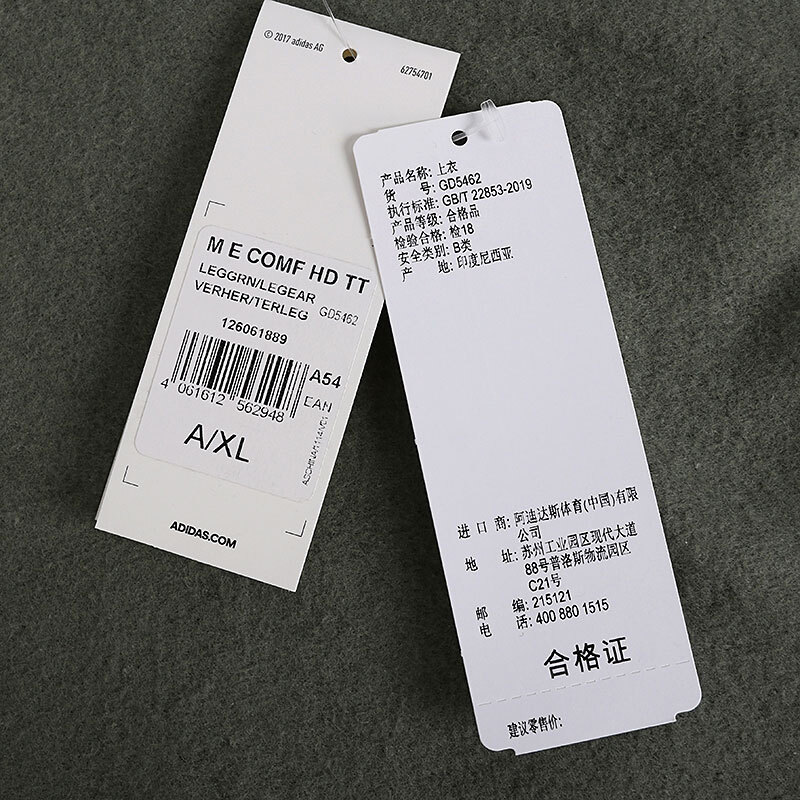 © 2017 adidas AG
62754701
M E COMF HD TT
LEGGRN/LEGEAR
VERHER/TERLEG GD5462
126061889
A54
4 061612 562948
EAN
A/XL
ADIDAS.COM
产品名称: 上衣
货 号: GD5462
执行标准: GB/T 22853-2019
产品等级: 合格品
检验合格: 检18
安全类别: B类
产 地: 印度尼西亚
进 口 商: 阿迪达斯体育(中国)有限
公司
地 址: 苏州工业园区现代大道
88号普洛斯物流园区
C21号
邮 编: 215121
电 话: 400 880 1515
合格证
建议零售价: